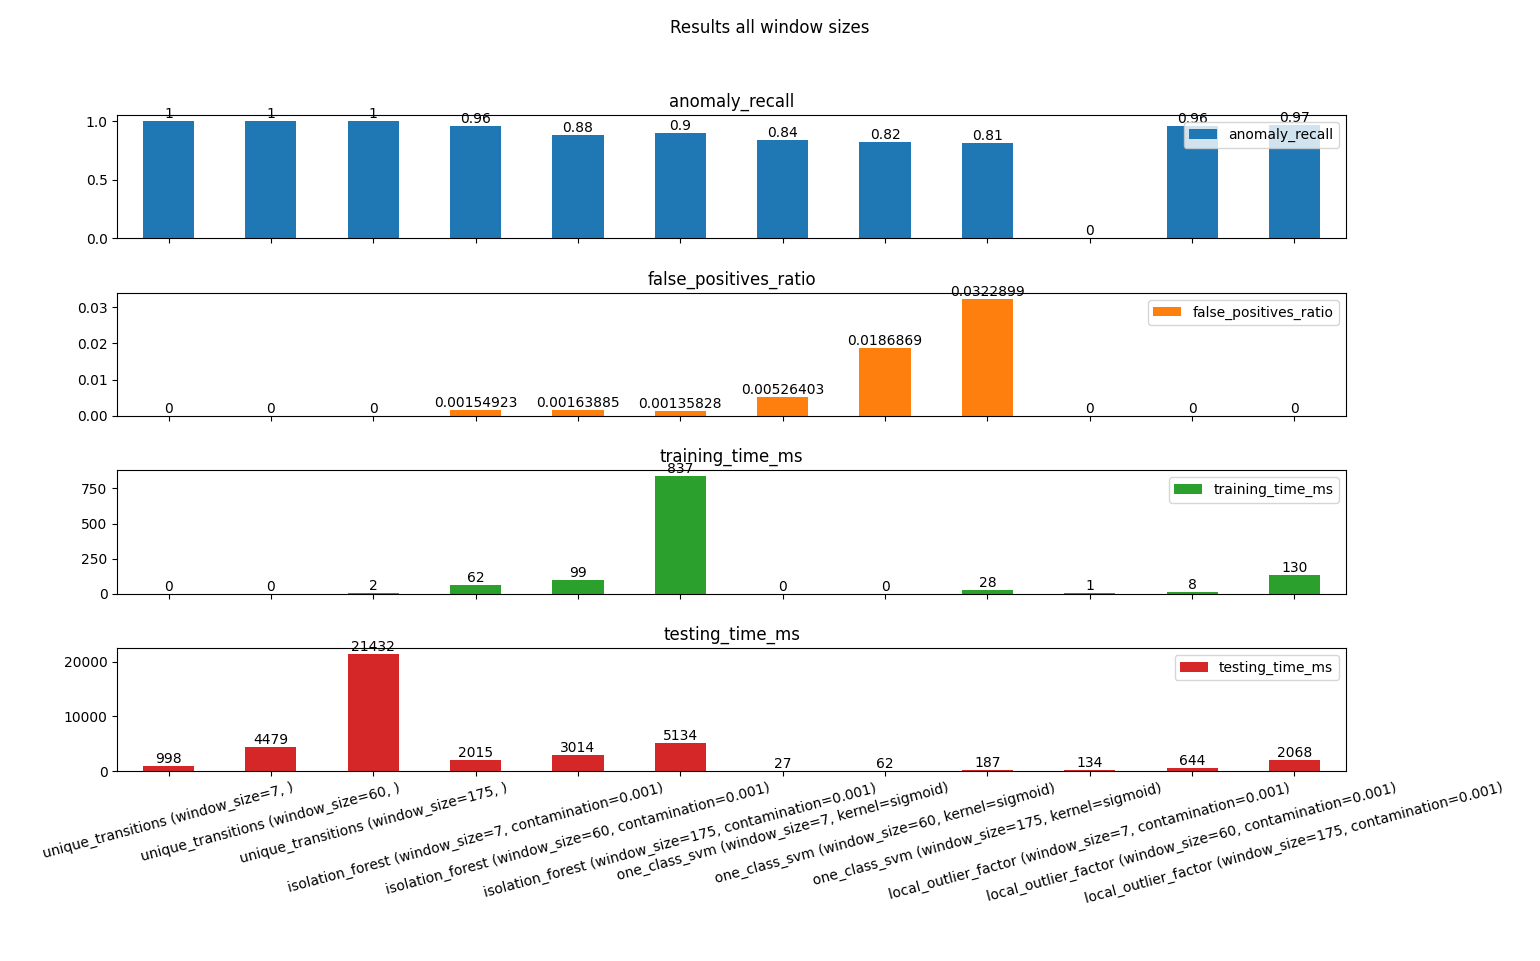 Results all window sizes
anomaly_recall
1 1 1 0.96 0.88 0.9 0.84 0.82 0.81 0 0.96 0.97
anomaly_recall
1.0
0.5
0.0
false_positives_ratio
0 0 0 0.00154923 0.00163885 0.00135828 0.00526403 0.0186869 0.0322899 0 0 0
false_positives_ratio
0.03
0.02
0.01
0.00
training_time_ms
0 0 2 62 99 837 0 0 28 1 8 130
training_time_ms
750
500
250
0
testing_time_ms
998 4479 21432 2015 3014 5134 27 62 187 134 644 2068
testing_time_ms
20000
10000
0
unique_transitions (window_size=7, )
unique_transitions (window_size=60, )
unique_transitions (window_size=175, )
isolation_forest (window_size=7, contamination=0.001)
isolation_forest (window_size=60, contamination=0.001)
isolation_forest (window_size=175, contamination=0.001)
one_class_svm (window_size=7, kernel=sigmoid)
one_class_svm (window_size=60, kernel=sigmoid)
one_class_svm (window_size=175, kernel=sigmoid)
local_outlier_factor (window_size=7, contamination=0.001)
local_outlier_factor (window_size=60, contamination=0.001)
local_outlier_factor (window_size=175, contamination=0.001)